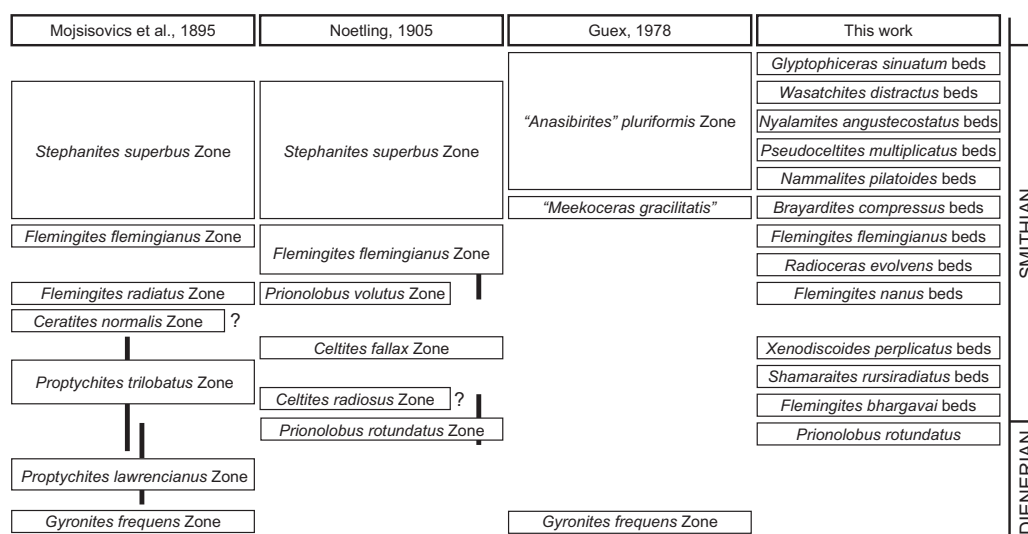 Mojsisovics et al., 1895
Noetling, 1905
Guex, 1978
This work
Stephanites superbus Zone
Flemingites flemingianus Zone
Flemingites radiatus Zone
Ceratites normalis Zone ?
Proptychites trilobatus Zone
Proptychites lawrencianus Zone
Gyronites frequens Zone
Stephanites superbus Zone
Flemingites flemingianus Zone
Prionolobus volutus Zone
Celtites fallax Zone
Celtites radiosus Zone ?
Prionolobus rotundatus Zone
"Anasibirites" pluriformis Zone
"Meekoceras gracilitatis"
Gyronites frequens Zone
Glyptophiceras sinuatum beds
Wasatchites distractus beds
Nyalamites angustecostatus beds
Pseudoceltites multiplicatus beds
Nammalites pilatoides beds
Brayardites compressus beds
Flemingites flemingianus beds
Radioceras evolvens beds
Flemingites nanus beds
Xenodiscoides perplicatus beds
Shamaraites rursiradiatus beds
Flemingites bhargavai beds
Prionolobus rotundatus
SMITHIAN
DIENERIAN